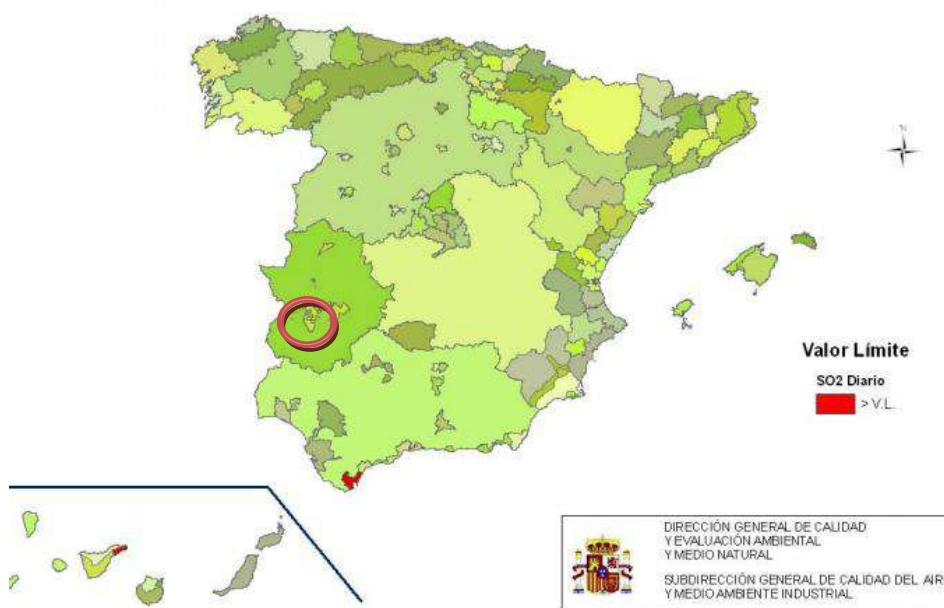 N
Valor Límite
SO2 Diario
> V.L.
DIRECCIÓN GENERAL DE CALIDAD
Y EVALUACIÓN AMBIENTAL
Y MEDIO NATURAL
SUBDIRECCIÓN GENERAL DE CALIDAD DEL AIR
Y MEDIO AMBIENTE INDUSTRIAL